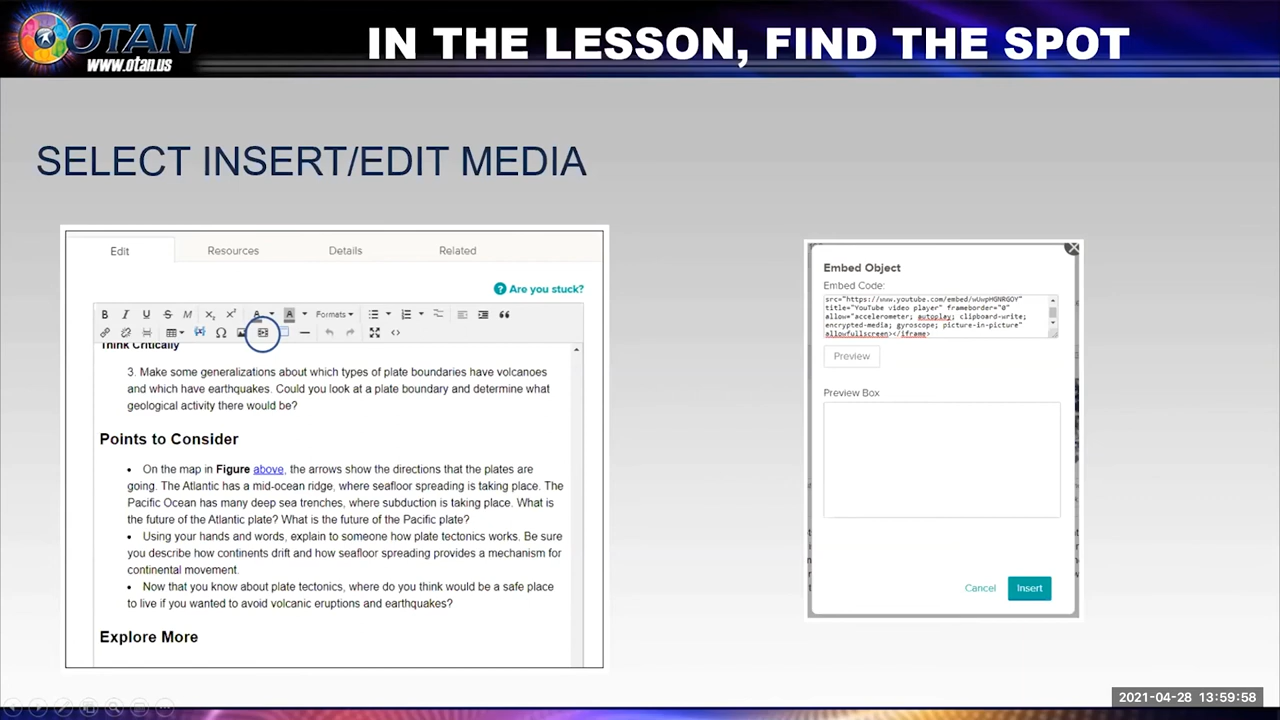 OTAN
www.otan.us
IN THE LESSON, FIND THE SPOT
SELECT INSERT/EDIT MEDIA
Edit Resources Details Related
? Are you stuck?
B I U S M X₂ X² A A Formats
Ω <>
Think Critically
3. Make some generalizations about which types of plate boundaries have volcanoes
and which have earthquakes. Could you look at a plate boundary and determine what
geological activity there would be?
Points to Consider
• On the map in Figure above, the arrows show the directions that the plates are
going. The Atlantic has a mid-ocean ridge, where seafloor spreading is taking place. The
Pacific Ocean has many deep sea trenches, where subduction is taking place. What is
the future of the Atlantic plate? What is the future of the Pacific plate?
• Using your hands and words, explain to someone how plate tectonics works. Be sure
you describe how continents drift and how seafloor spreading provides a mechanism for
continental movement.
• Now that you know about plate tectonics, where do you think would be a safe place
to live if you wanted to avoid volcanic eruptions and earthquakes?
Explore More
Embed Object
Embed Code:
src="https://www.youtube.com/embed/wUwpHGNRGOY"
title="YouTube video player" frameborder="0"
allow="accelerometer; autoplay; clipboard-write;
encrypted-media; gyroscope; picture-in-picture"
allowfullscreen></iframe>
Preview
Preview Box
Cancel Insert
2021-04-28 13:59:58